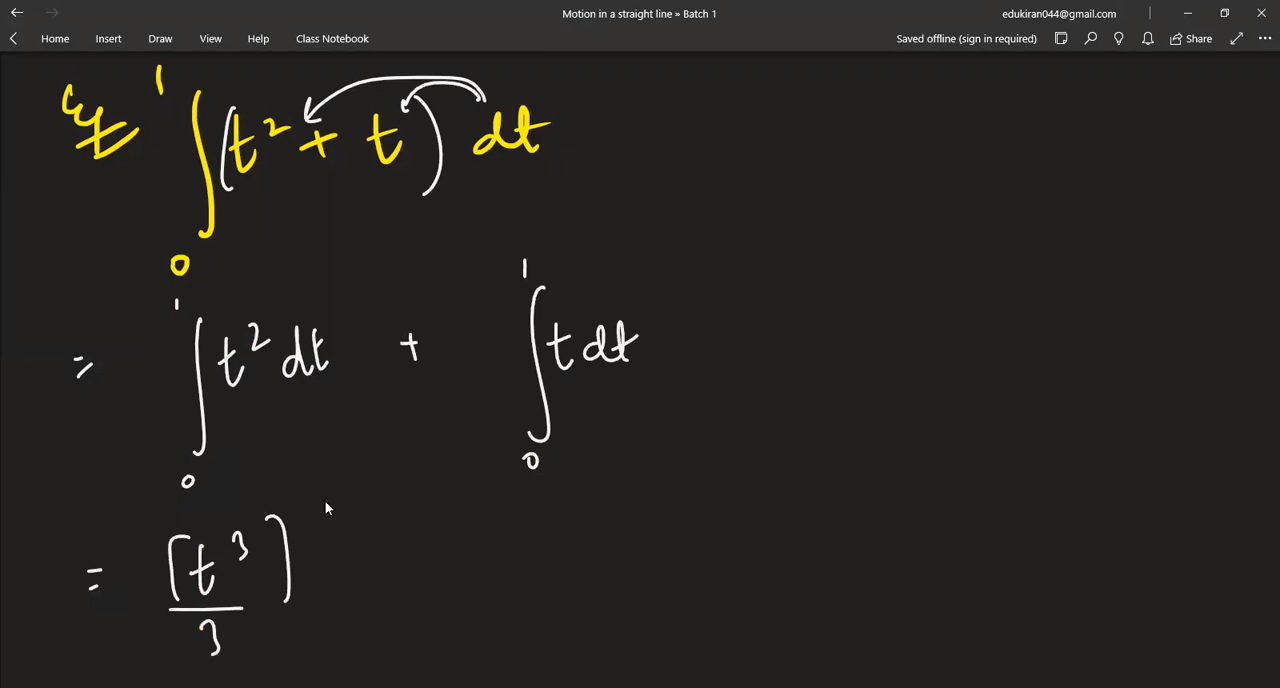 Motion in a straight line » Batch 1
edukiran044@gmail.com
Home Insert Draw View Help Class Notebook
Saved offline (sign in required)
Share
Eg ∫₀¹ (t² + t) dt
= ∫₀¹ t² dt + ∫₀¹ t dt
= [t³]/3